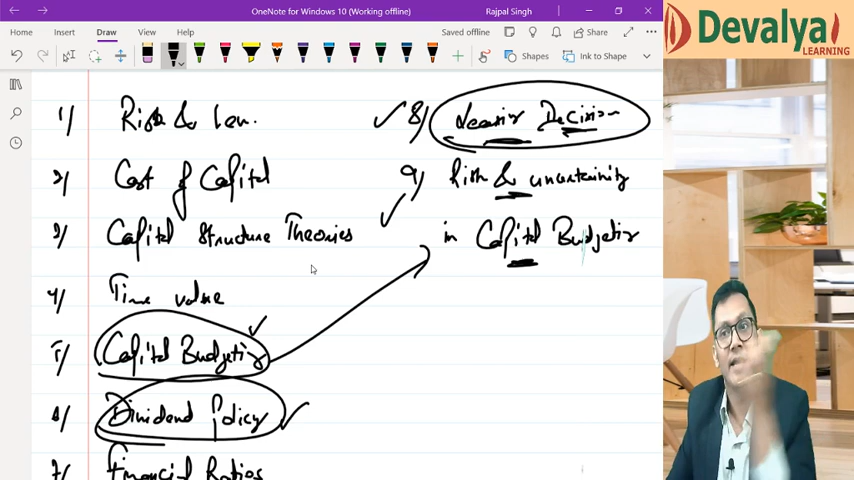 OneNote for Windows 10 (Working offline)
Rajpal Singh
Home
Insert
Draw
View
Help
Saved offline
Shapes
Ink to Shape
Devalya
LEARNING
1) Risk & Lev.
2) Cost of Capital
3) Capital Structure Theories
4) Time value
5) Capital Budgeting
6) Dividend Policy
7) Financial Ratios
8) Leasing Decision
9) Risk & uncertainity
in Capital Budgeting